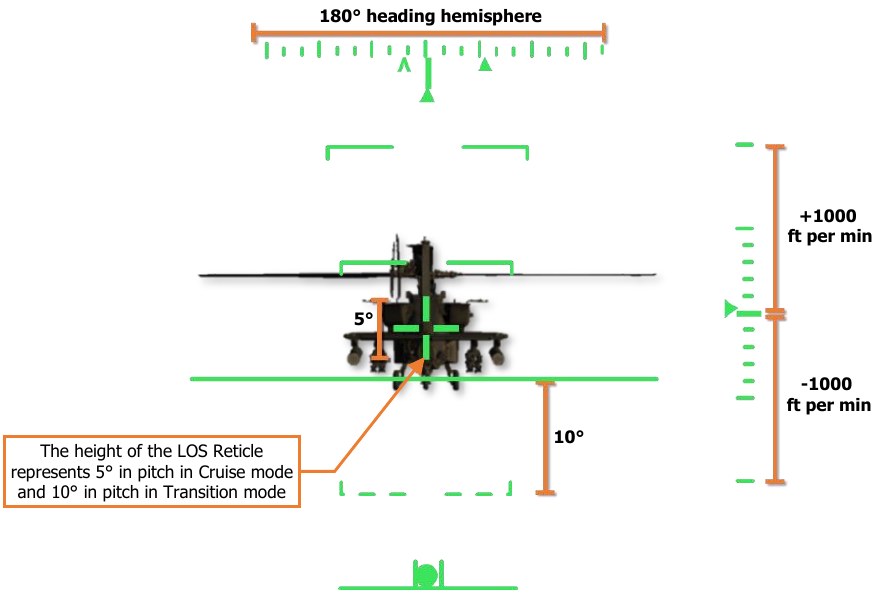 180° heading hemisphere
+1000
ft per min
5°
-1000
ft per min
10°
The height of the LOS Reticle
represents 5° in pitch in Cruise mode
and 10° in pitch in Transition mode